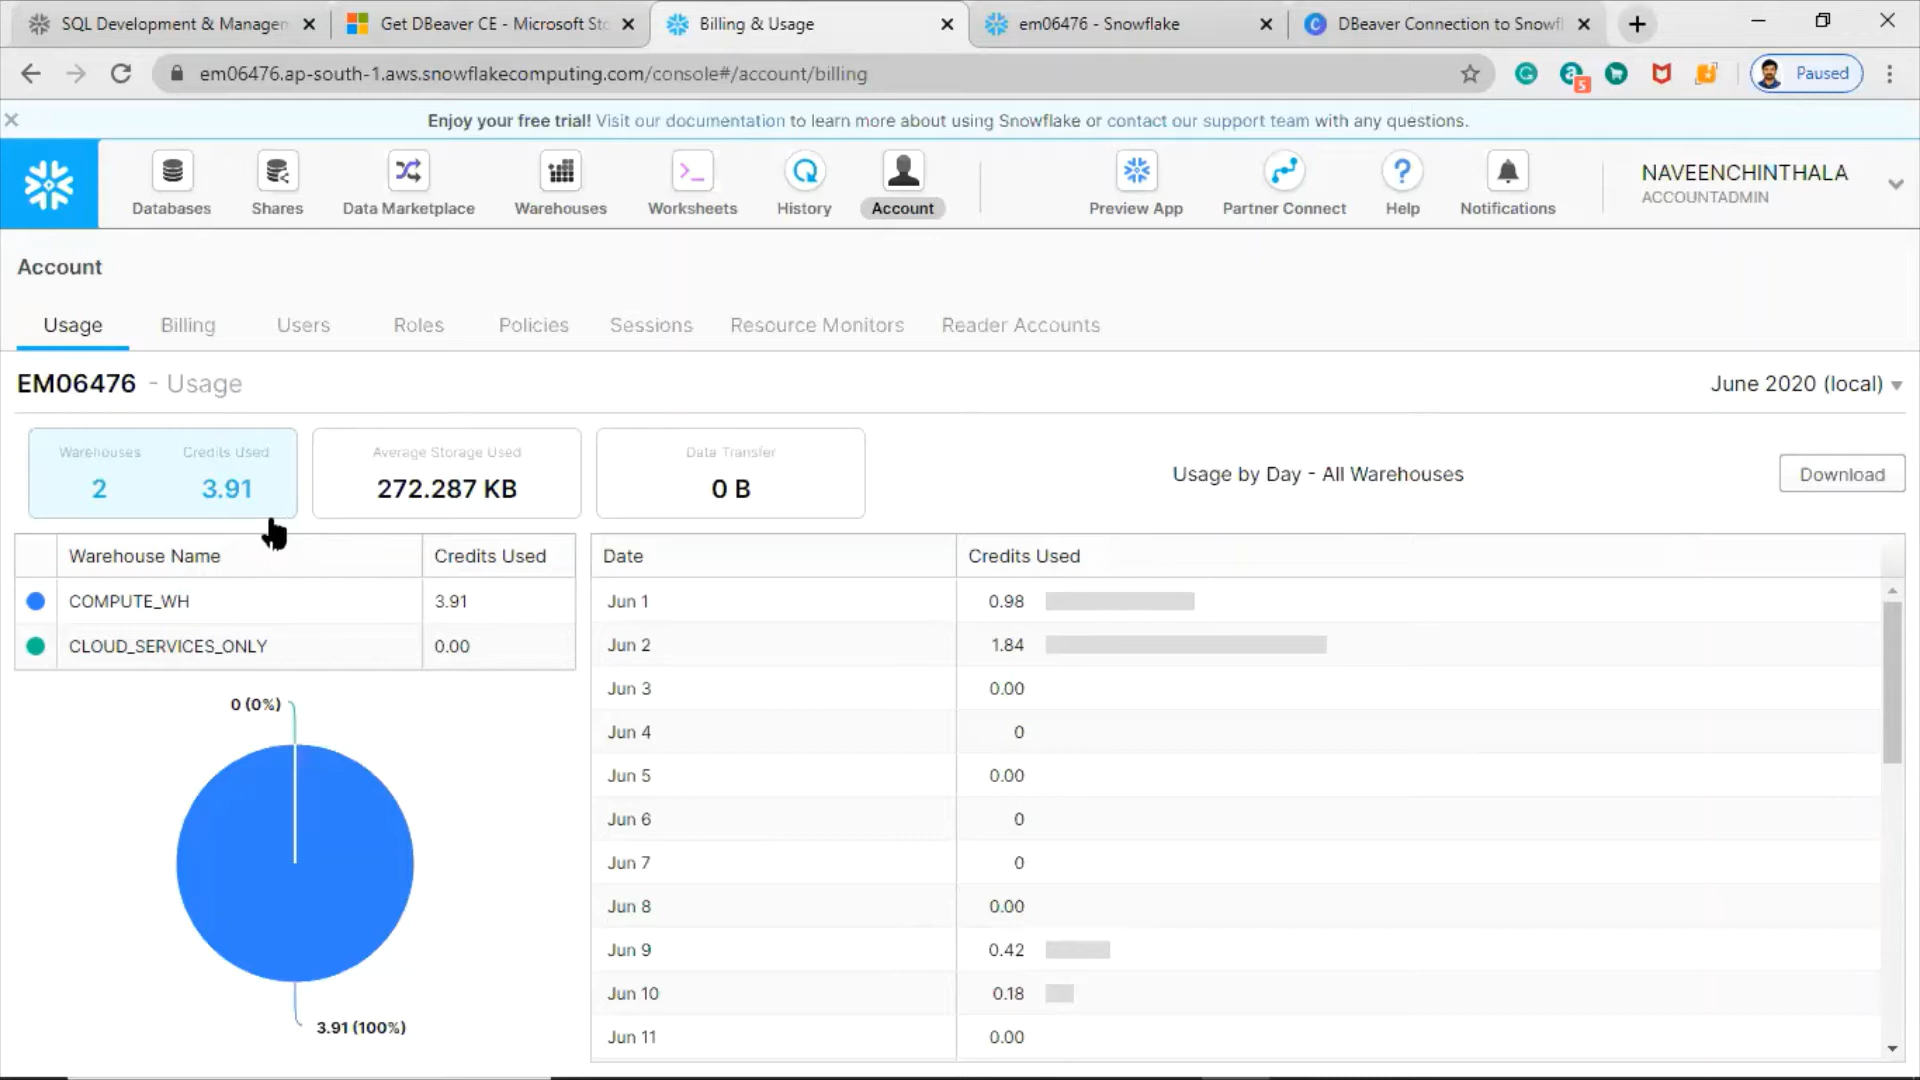 SQL Development & Managen
Get DBeaver CE - Microsoft Sto
Billing & Usage
em06476 - Snowflake
DBeaver Connection to Snowfl
em06476.ap-south-1.aws.snowflakecomputing.com/console#/account/billing
5
Paused
Enjoy your free trial! Visit our documentation to learn more about using Snowflake or contact our support team with any questions.
Databases
Shares
Data Marketplace
Warehouses
Worksheets
History
Account
Preview App
Partner Connect
Help
Notifications
NAVEENCHINTHALA
ACCOUNTADMIN
Account
Usage
Billing
Users
Roles
Policies
Sessions
Resource Monitors
Reader Accounts
EM06476 - Usage
June 2020 (local)
Warehouses
2
Credits Used
3.91
Average Storage Used
272.287 KB
Data Transfer
0 B
Usage by Day - All Warehouses
Download
Warehouse Name Credits Used
COMPUTE_WH 3.91
CLOUD_SERVICES_ONLY 0.00
0 (0%)
3.91 (100%)
Date Credits Used
Jun 1 0.98
Jun 2 1.84
Jun 3 0.00
Jun 4 0
Jun 5 0.00
Jun 6 0
Jun 7 0
Jun 8 0.00
Jun 9 0.42
Jun 10 0.18
Jun 11 0.00